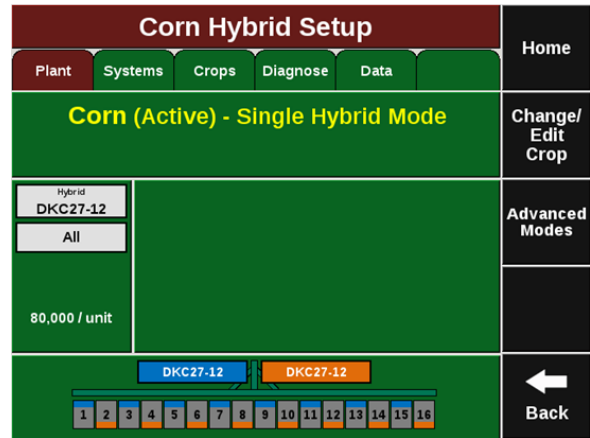 Corn Hybrid Setup
Home
Plant Systems Crops Diagnose Data
Corn (Active) - Single Hybrid Mode
Change/
Edit
Crop
Hybrid
DKC27-12
All
Advanced
Modes
80,000 / unit
DKC27-12 DKC27-12
1 2 3 4 5 6 7 8 9 10 11 12 13 14 15 16
Back